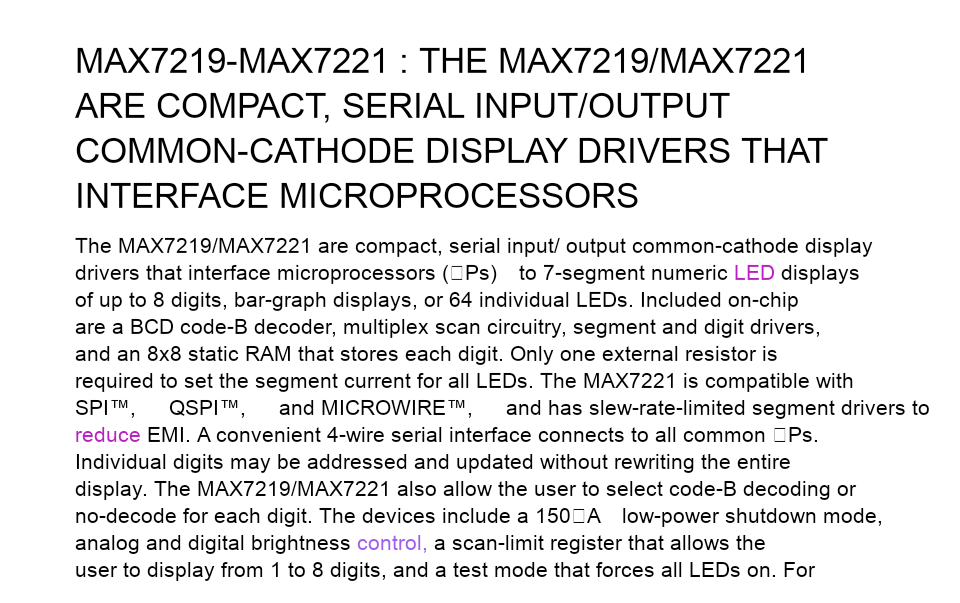 MAX7219-MAX7221 : THE MAX7219/MAX7221
ARE COMPACT, SERIAL INPUT/OUTPUT
COMMON-CATHODE DISPLAY DRIVERS THAT
INTERFACE MICROPROCESSORS
The MAX7219/MAX7221 are compact, serial input/ output common-cathode display
drivers that interface microprocessors (□Ps) to 7-segment numeric LED displays
of up to 8 digits, bar-graph displays, or 64 individual LEDs. Included on-chip
are a BCD code-B decoder, multiplex scan circuitry, segment and digit drivers,
and an 8x8 static RAM that stores each digit. Only one external resistor is
required to set the segment current for all LEDs. The MAX7221 is compatible with
SPI™, QSPI™, and MICROWIRE™, and has slew-rate-limited segment drivers to
reduce EMI. A convenient 4-wire serial interface connects to all common □Ps.
Individual digits may be addressed and updated without rewriting the entire
display. The MAX7219/MAX7221 also allow the user to select code-B decoding or
no-decode for each digit. The devices include a 150□A low-power shutdown mode,
analog and digital brightness control, a scan-limit register that allows the
user to display from 1 to 8 digits, and a test mode that forces all LEDs on. For